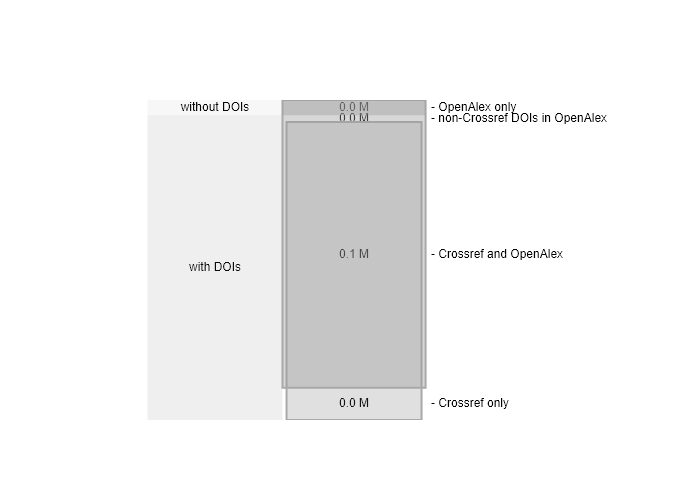 without DOIs 0.0 M - OpenAlex only
0.0 M - non-Crossref DOIs in OpenAlex
0.1 M - Crossref and OpenAlex
with DOIs
0.0 M - Crossref only